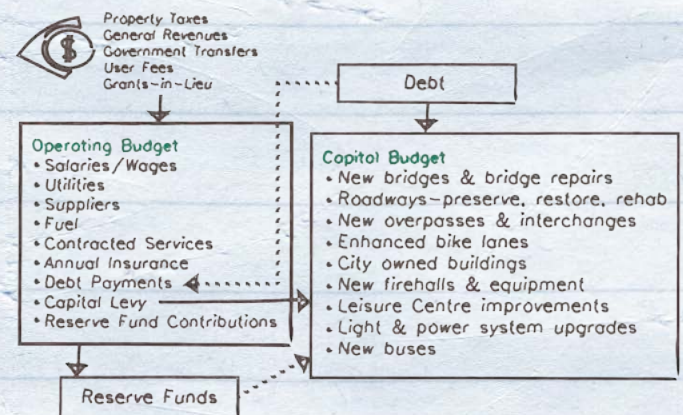 Property Taxes
General Revenues
Government Transfers
User Fees
Grants-in-Lieu
$
Debt
Operating Budget
• Salaries/Wages
• Utilities
• Suppliers
• Fuel
• Contracted Services
• Annual Insurance
• Debt Payments
• Capital Levy
• Reserve Fund Contributions
Capitol Budget
• New bridges & bridge repairs
• Roadways-preserve, restore, rehab
• New overpasses & interchanges
• Enhanced bike lanes
• City owned buildings
• New firehalls & equipment
• Leisure Centre improvements
• Light & power system upgrades
• New buses
Reserve Funds